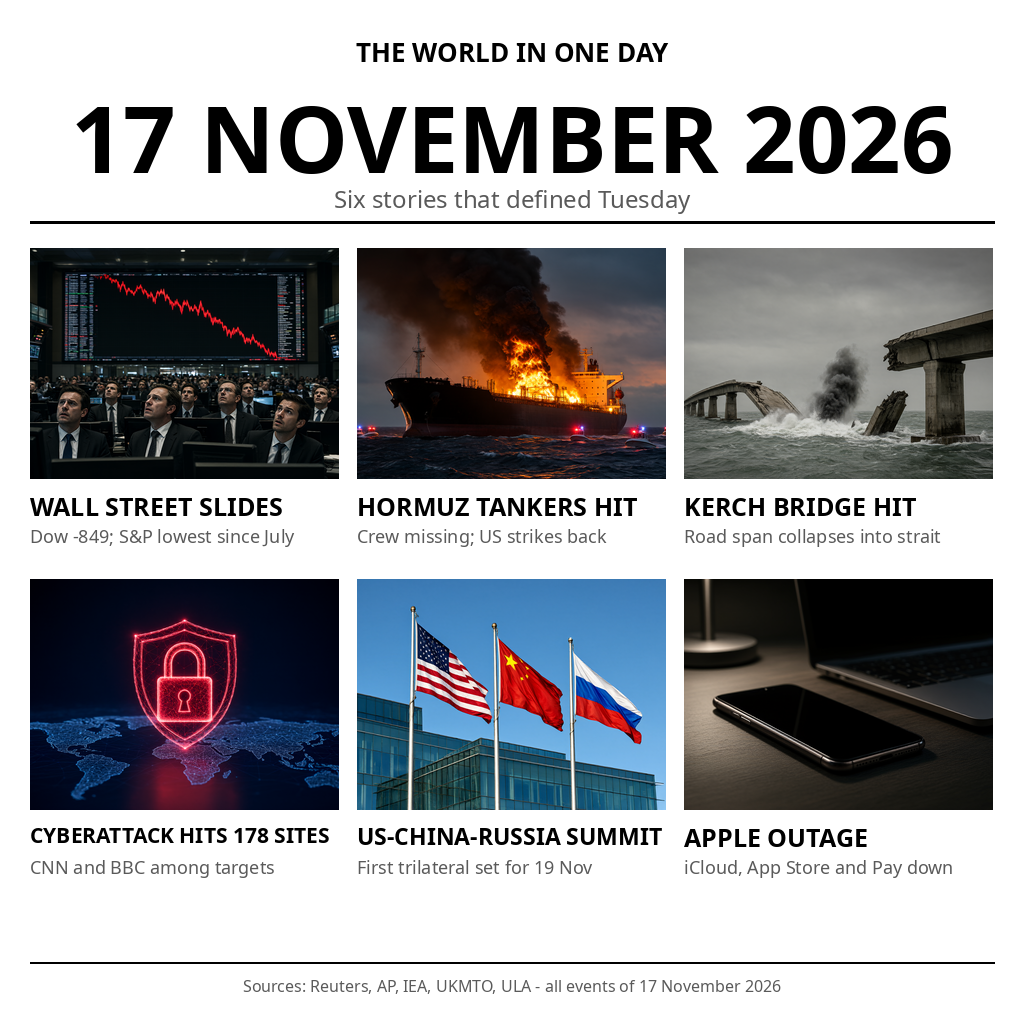 THE WORLD IN ONE DAY
17 NOVEMBER 2026
Six stories that defined Tuesday
WALL STREET SLIDES
Dow -849; S&P lowest since July
HORMUZ TANKERS HIT
Crew missing; US strikes back
KERCH BRIDGE HIT
Road span collapses into strait
CYBERATTACK HITS 178 SITES
CNN and BBC among targets
US-CHINA-RUSSIA SUMMIT
First trilateral set for 19 Nov
APPLE OUTAGE
iCloud, App Store and Pay down
Sources: Reuters, AP, IEA, UKMTO, ULA - all events of 17 November 2026